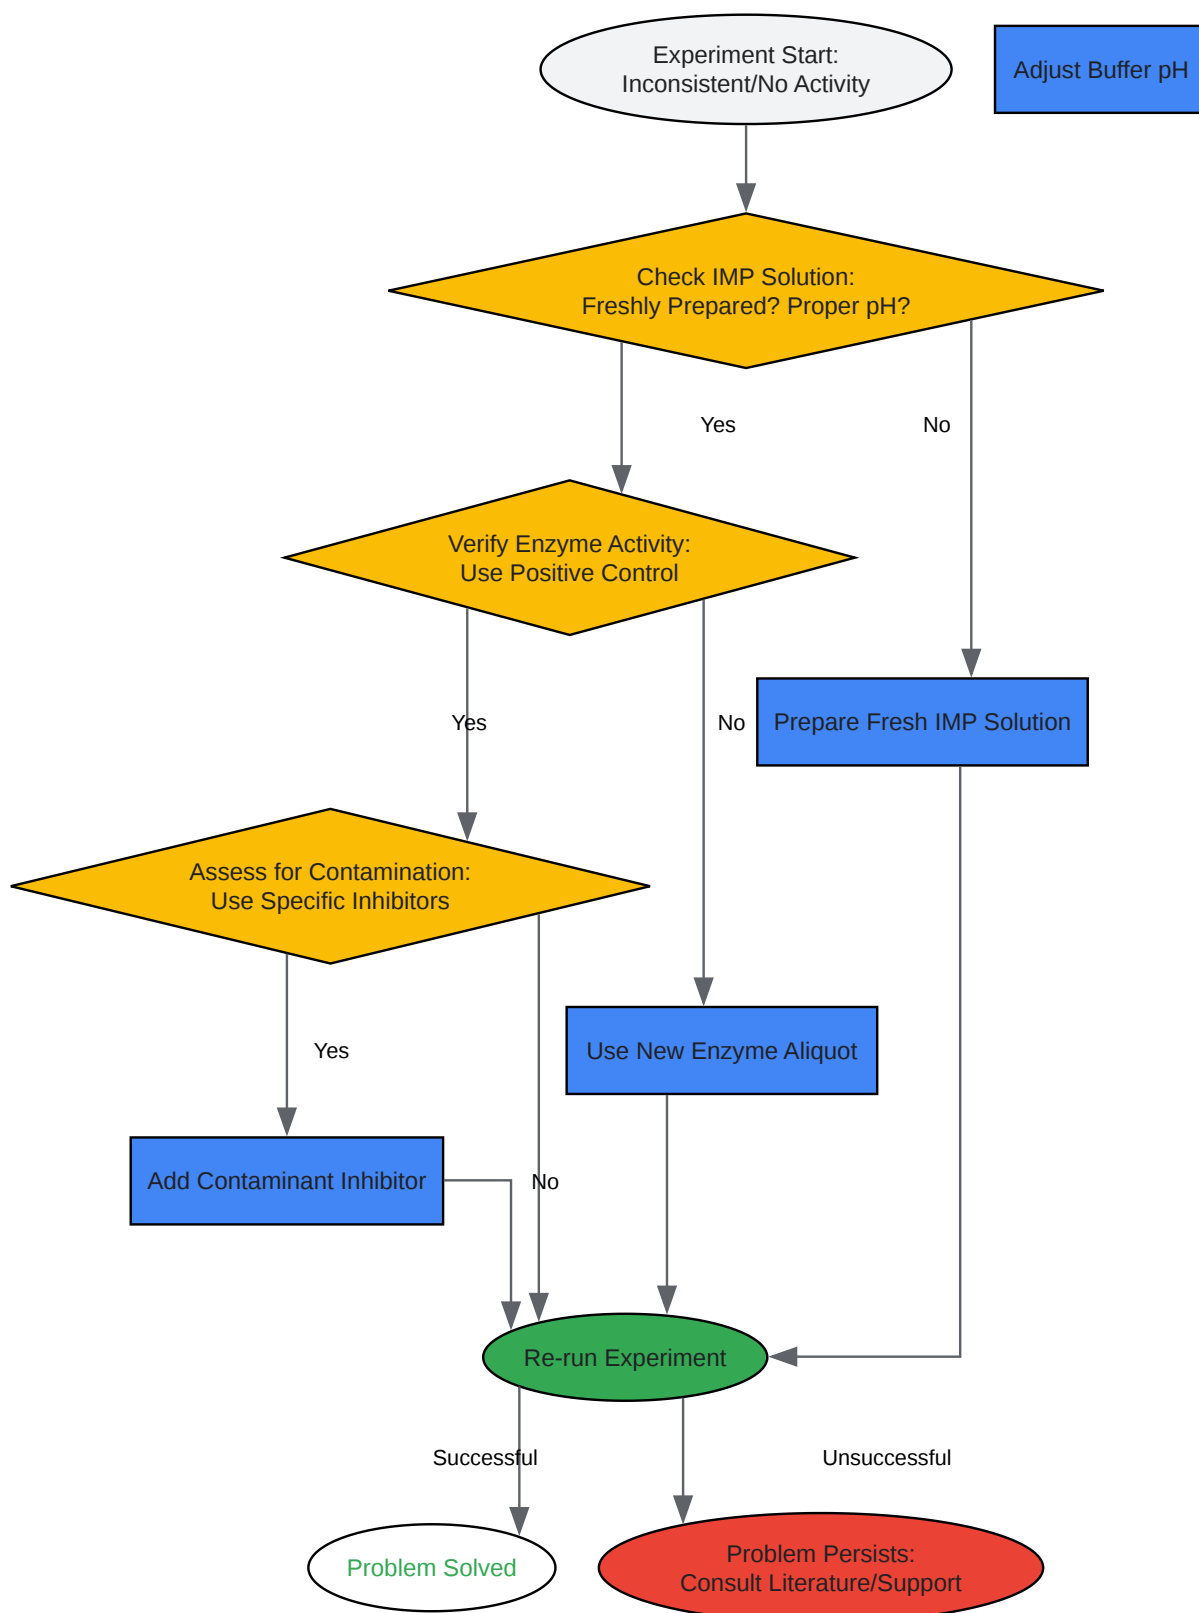 Experiment Start:
Inconsistent/No Activity
Adjust Buffer pH
Check IMP Solution:
Freshly Prepared? Proper pH?
Yes
No
Verify Enzyme Activity:
Use Positive Control
Yes
No
Prepare Fresh IMP Solution
Assess for Contamination:
Use Specific Inhibitors
Yes
Use New Enzyme Aliquot
Add Contaminant Inhibitor
No
Re-run Experiment
Successful
Unsuccessful
Problem Solved
Problem Persists:
Consult Literature/Support